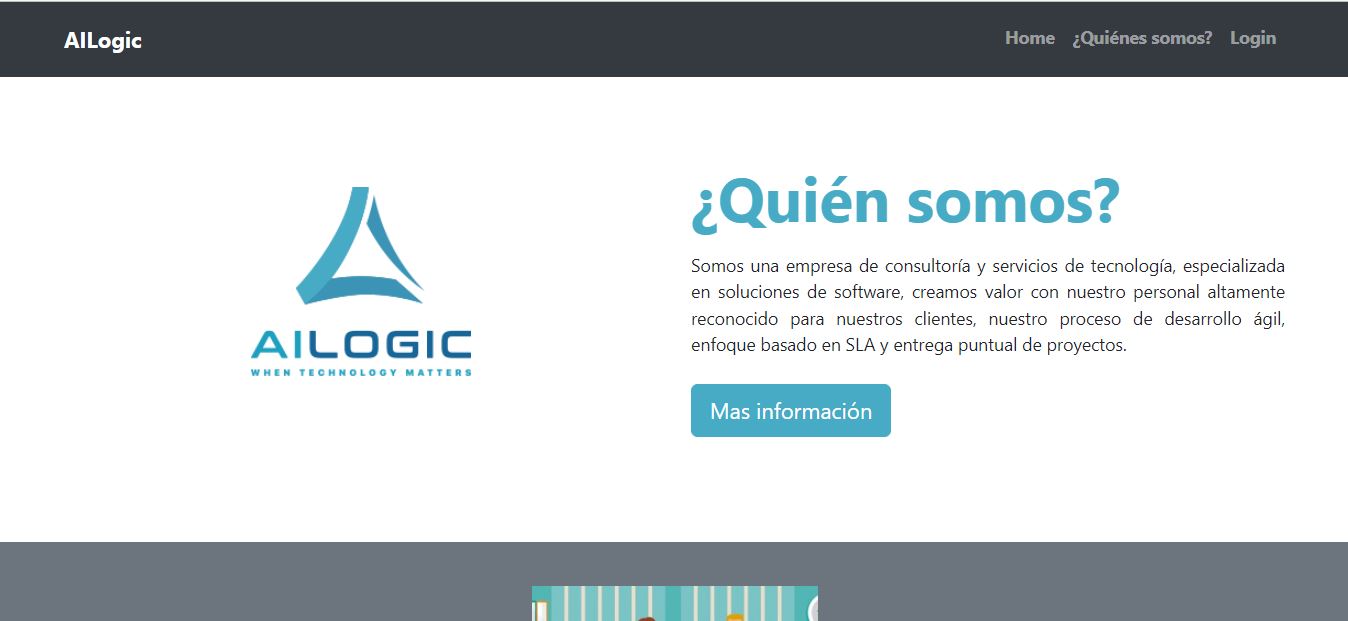 AILogic
Home ¿Quiénes somos? Login
¿Quién somos?
Somos una empresa de consultoría y servicios de tecnología, especializada
en soluciones de software, creamos valor con nuestro personal altamente
reconocido para nuestros clientes, nuestro proceso de desarrollo ágil,
enfoque basado en SLA y entrega puntual de proyectos.
Mas información
AILOGIC
WHEN TECHNOLOGY MATTERS